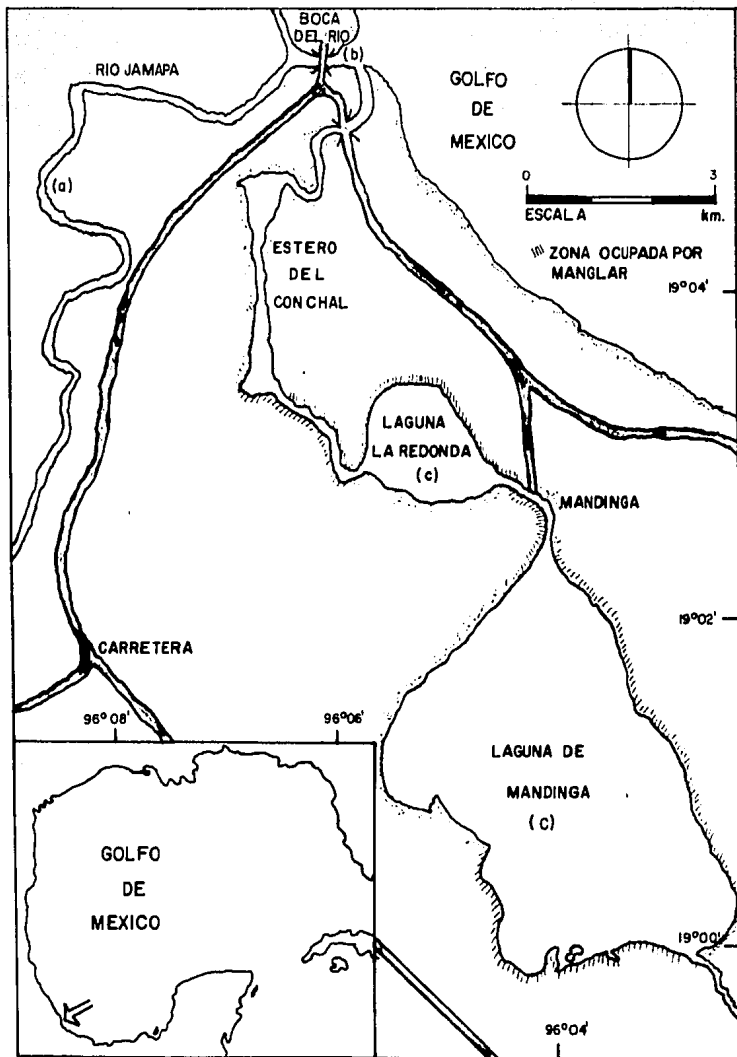 BOCA
DEL RIO
(b)
RIO JAMAPA
GOLFO
DE
MEXICO
(a)
0 3
ESCALA km.
ZONA OCUPADA POR
MANGLAR
ESTERO
DEL
CONCHAL
19°04'
LAGUNA
LA REDONDA
(c)
MANDINGA
19°02'
CARRETERA
96°08' 96°06'
LAGUNA DE
MANDINGA
(C)
GOLFO
DE
MEXICO
19°00'
96°04'